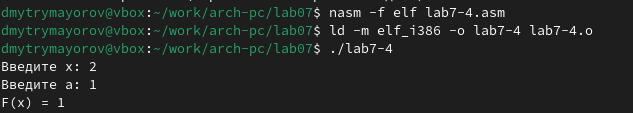 dmytrymayorov@vbox:~/work/arch-pc/lab07$ nasm -f elf lab7-4.asm
dmytrymayorov@vbox:~/work/arch-pc/lab07$ ld -m elf_i386 -o lab7-4 lab7-4.o
dmytrymayorov@vbox:~/work/arch-pc/lab07$ ./lab7-4
Введите x: 2
Введите a: 1
F(x) = 1